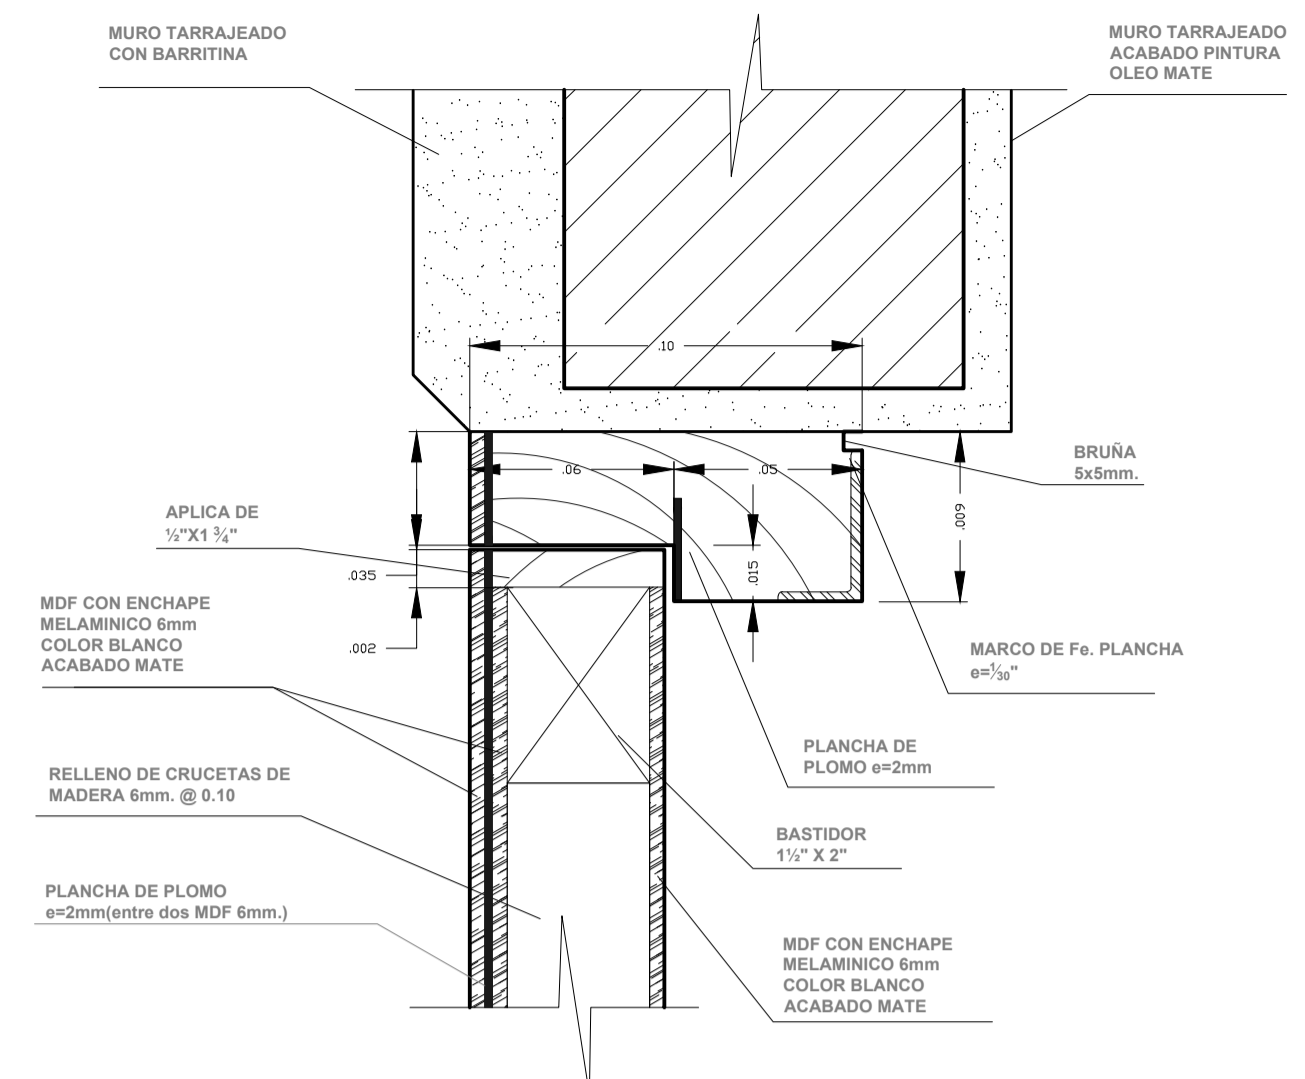 MURO TARRAJEADO
CON BARRITINA
MURO TARRAJEADO
ACABADO PINTURA
OLEO MATE
.10
.06
.05
BRUÑA
5x5mm.
.009
APLICA DE
½"X1 ¾"
.015
.035
MDF CON ENCHAPE
MELAMINICO 6mm
COLOR BLANCO
ACABADO MATE
.002
MARCO DE Fe. PLANCHA
e=⅟30"
PLANCHA DE
PLOMO e=2mm
RELLENO DE CRUCETAS DE
MADERA 6mm. @ 0.10
BASTIDOR
1½" X 2"
PLANCHA DE PLOMO
e=2mm(entre dos MDF 6mm.)
MDF CON ENCHAPE
MELAMINICO 6mm
COLOR BLANCO
ACABADO MATE